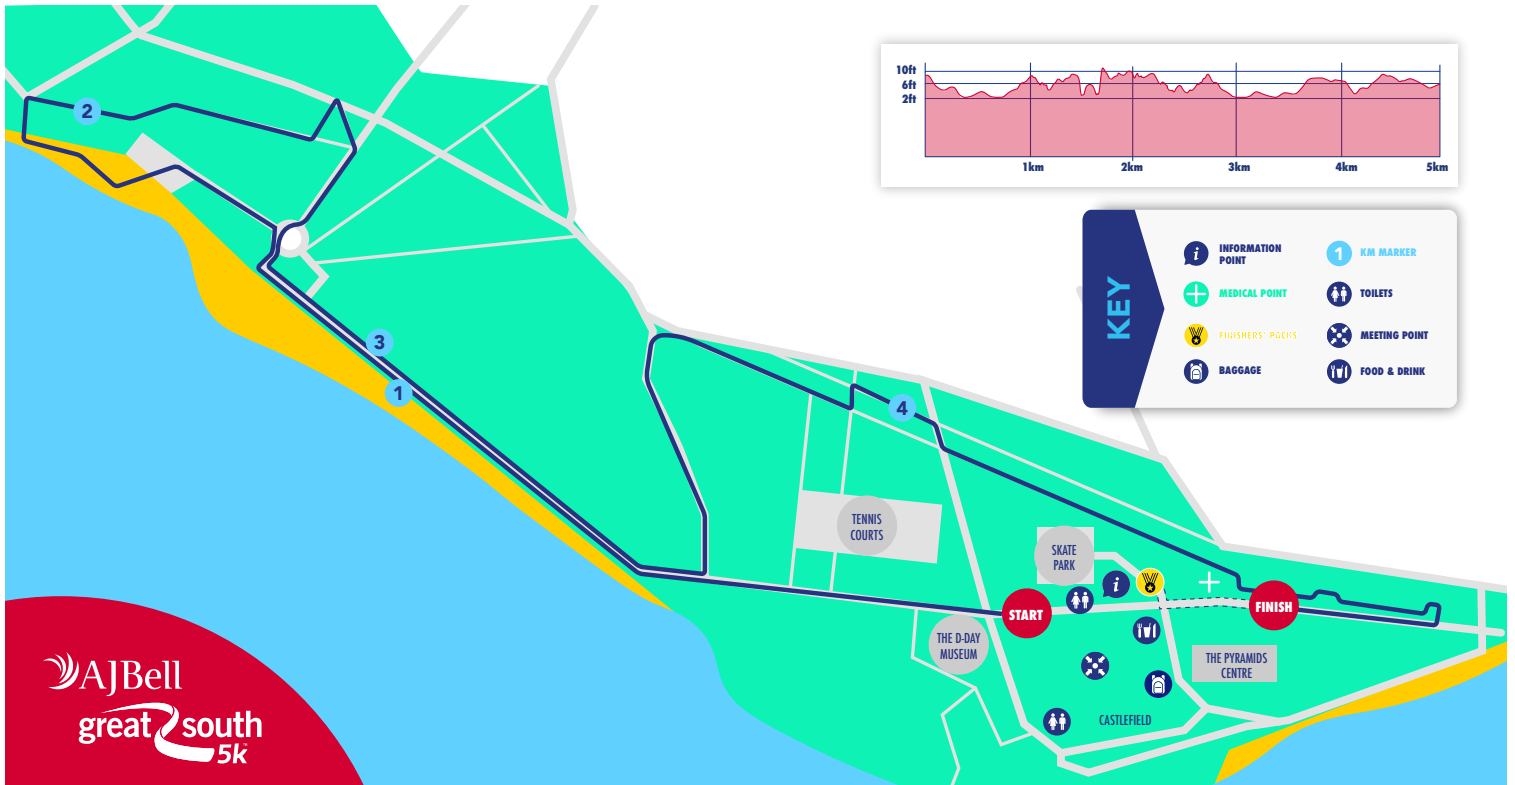 10ft
6ft
2ft
1km
2km
3km
4km
5km
KEY
INFORMATION
POINT
1
KM MARKER
MEDICAL POINT
TOILETS
FINISHERS' PACKS
MEETING POINT
BAGGAGE
FOOD & DRINK
2
3
1
4
TENNIS
COURTS
SKATE
PARK
START
FINISH
THE D-DAY
MUSEUM
THE PYRAMIDS
CENTRE
CASTLEFIELD
AJBell
great south
5k